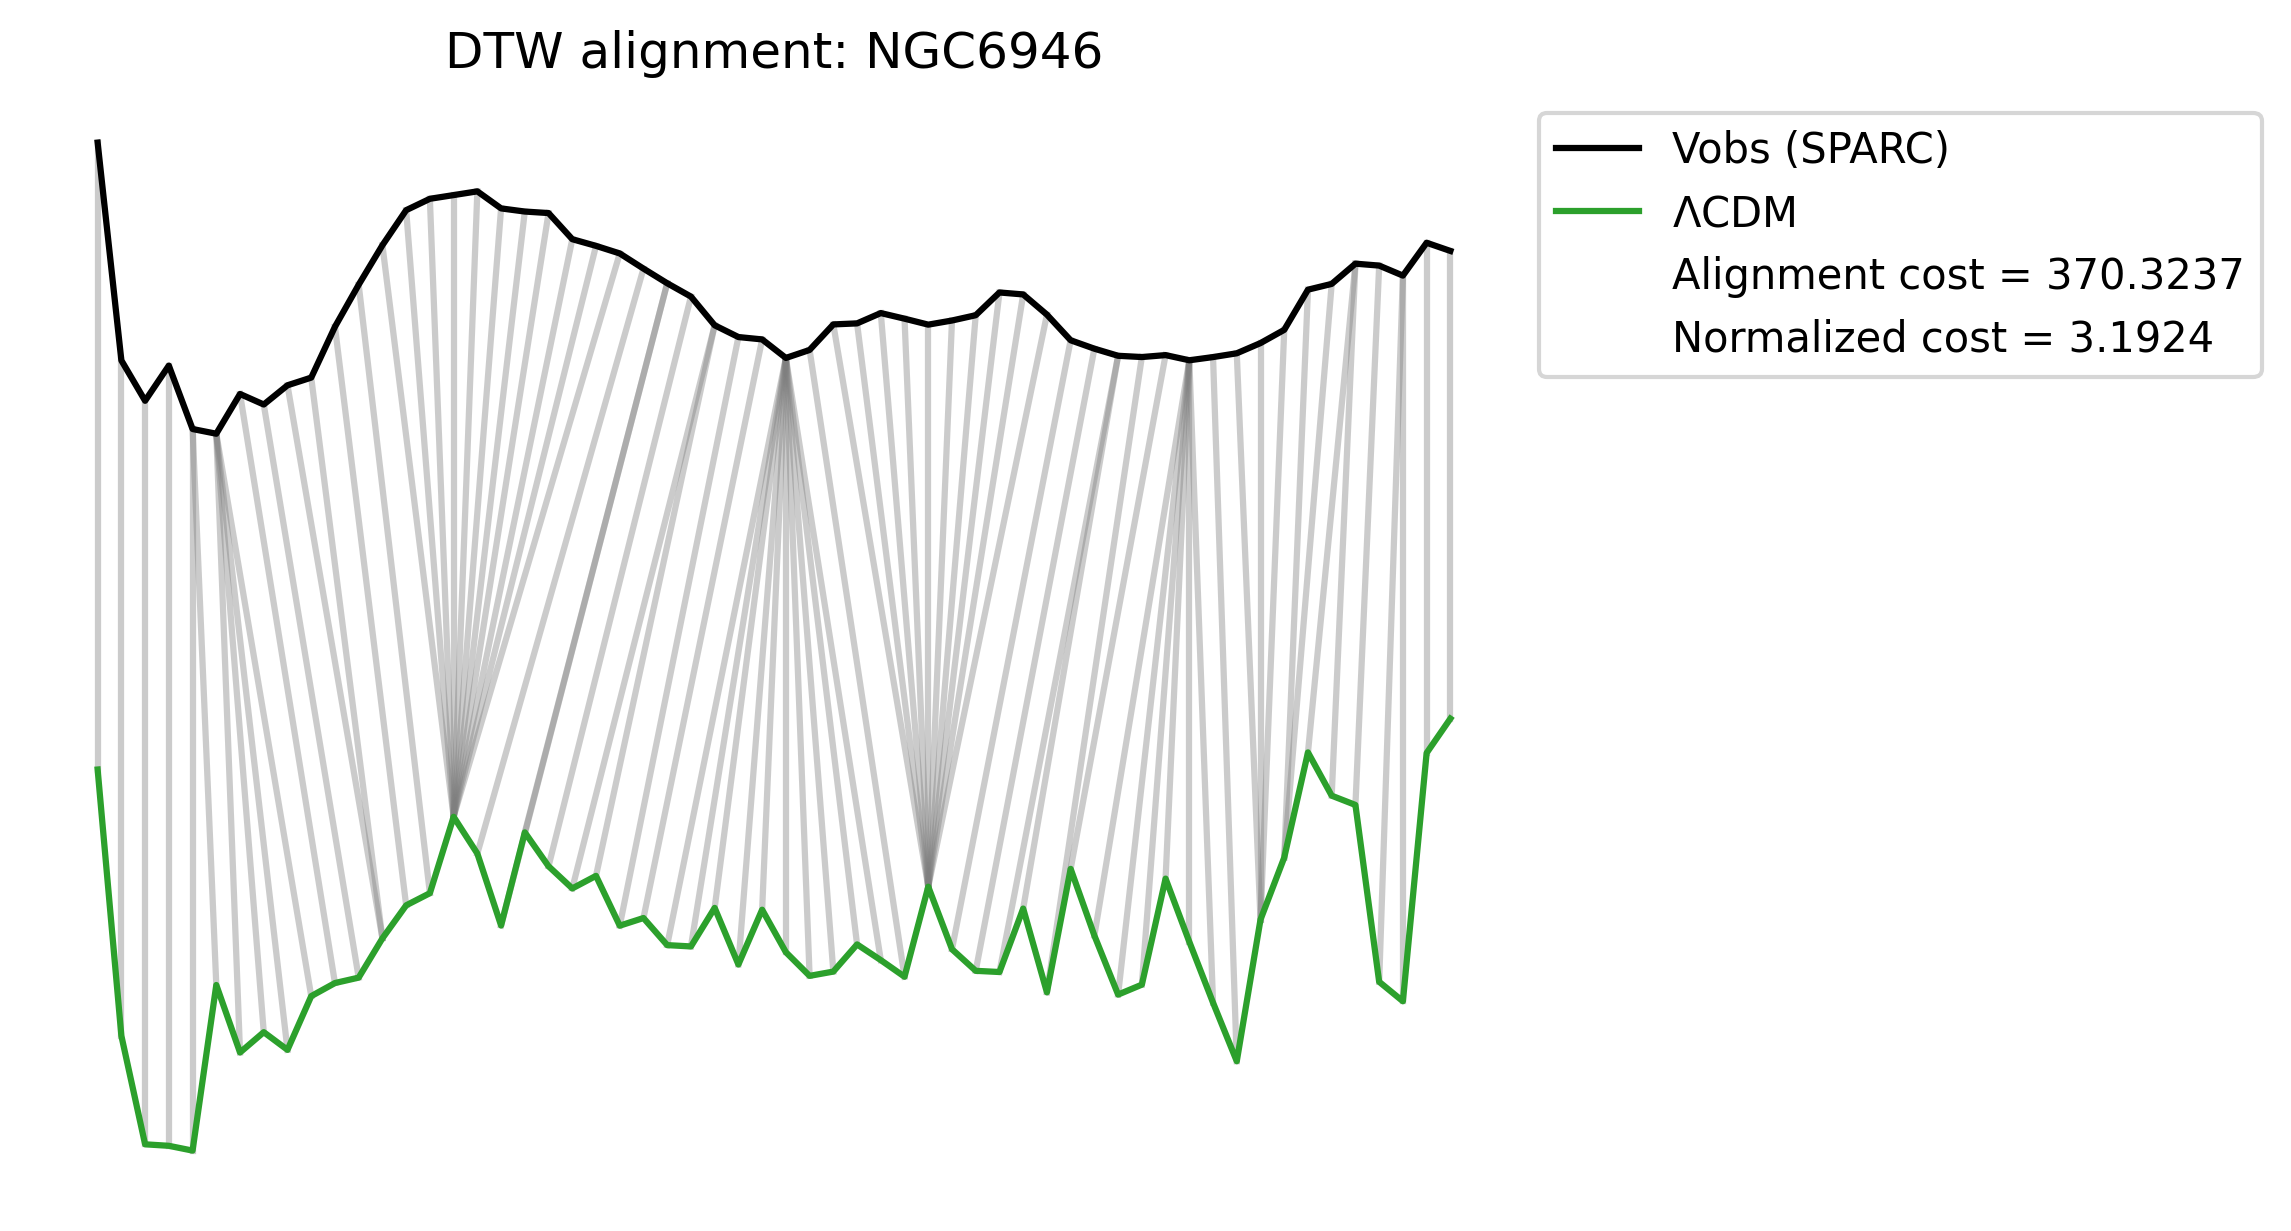 DTW alignment: NGC6946
Vobs (SPARC)
ΛCDM
Alignment cost = 370.3237
Normalized cost = 3.1924